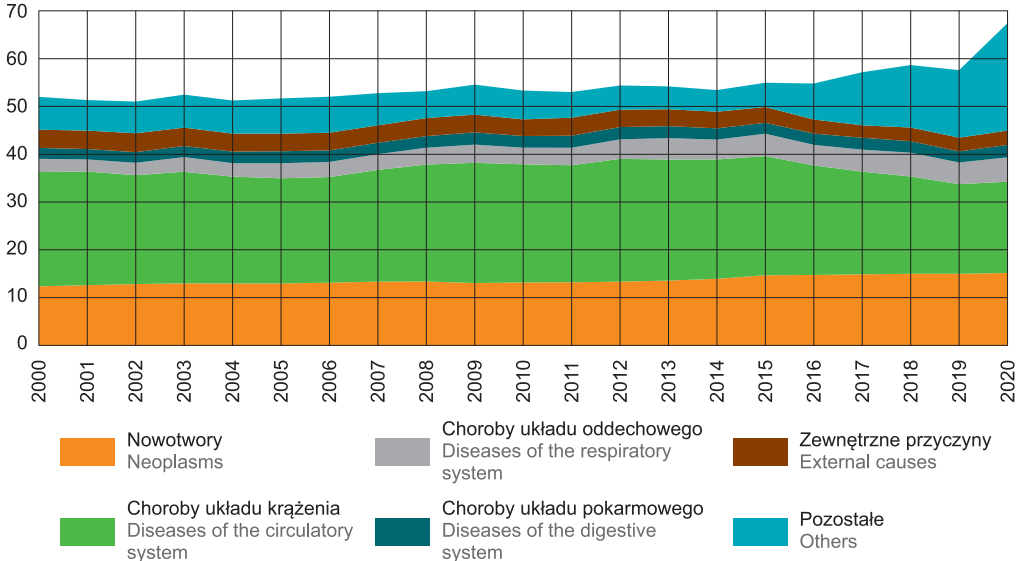 70
60
50
40
30
20
10
0
2000
2001
2002
2003
2004
2005
2006
2007
2008
2009
2010
2011
2012
2013
2014
2015
2016
2017
2018
2019
2020
Nowotwory
Neoplasms
Choroby układu krążenia
Diseases of the circulatory
system
Choroby układu oddechowego
Diseases of the respiratory
system
Choroby układu pokarmowego
Diseases of the digestive
system
Zewnętrzne przyczyny
External causes
Pozostałe
Others